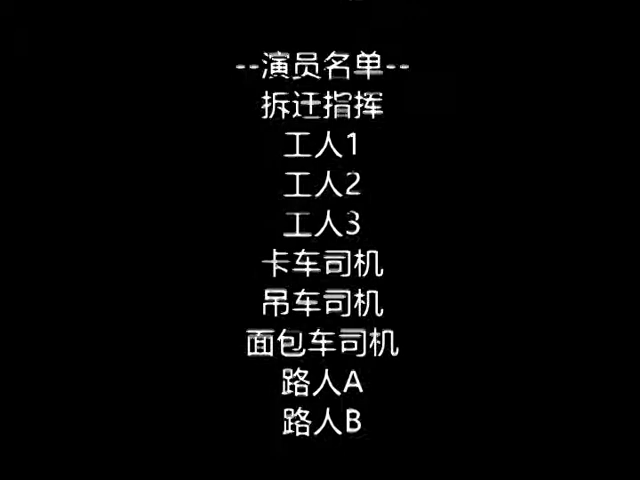 --演员名单--
拆迁指挥
工人1
工人2
工人3
卡车司机
吊车司机
面包车司机
路人A
路人B